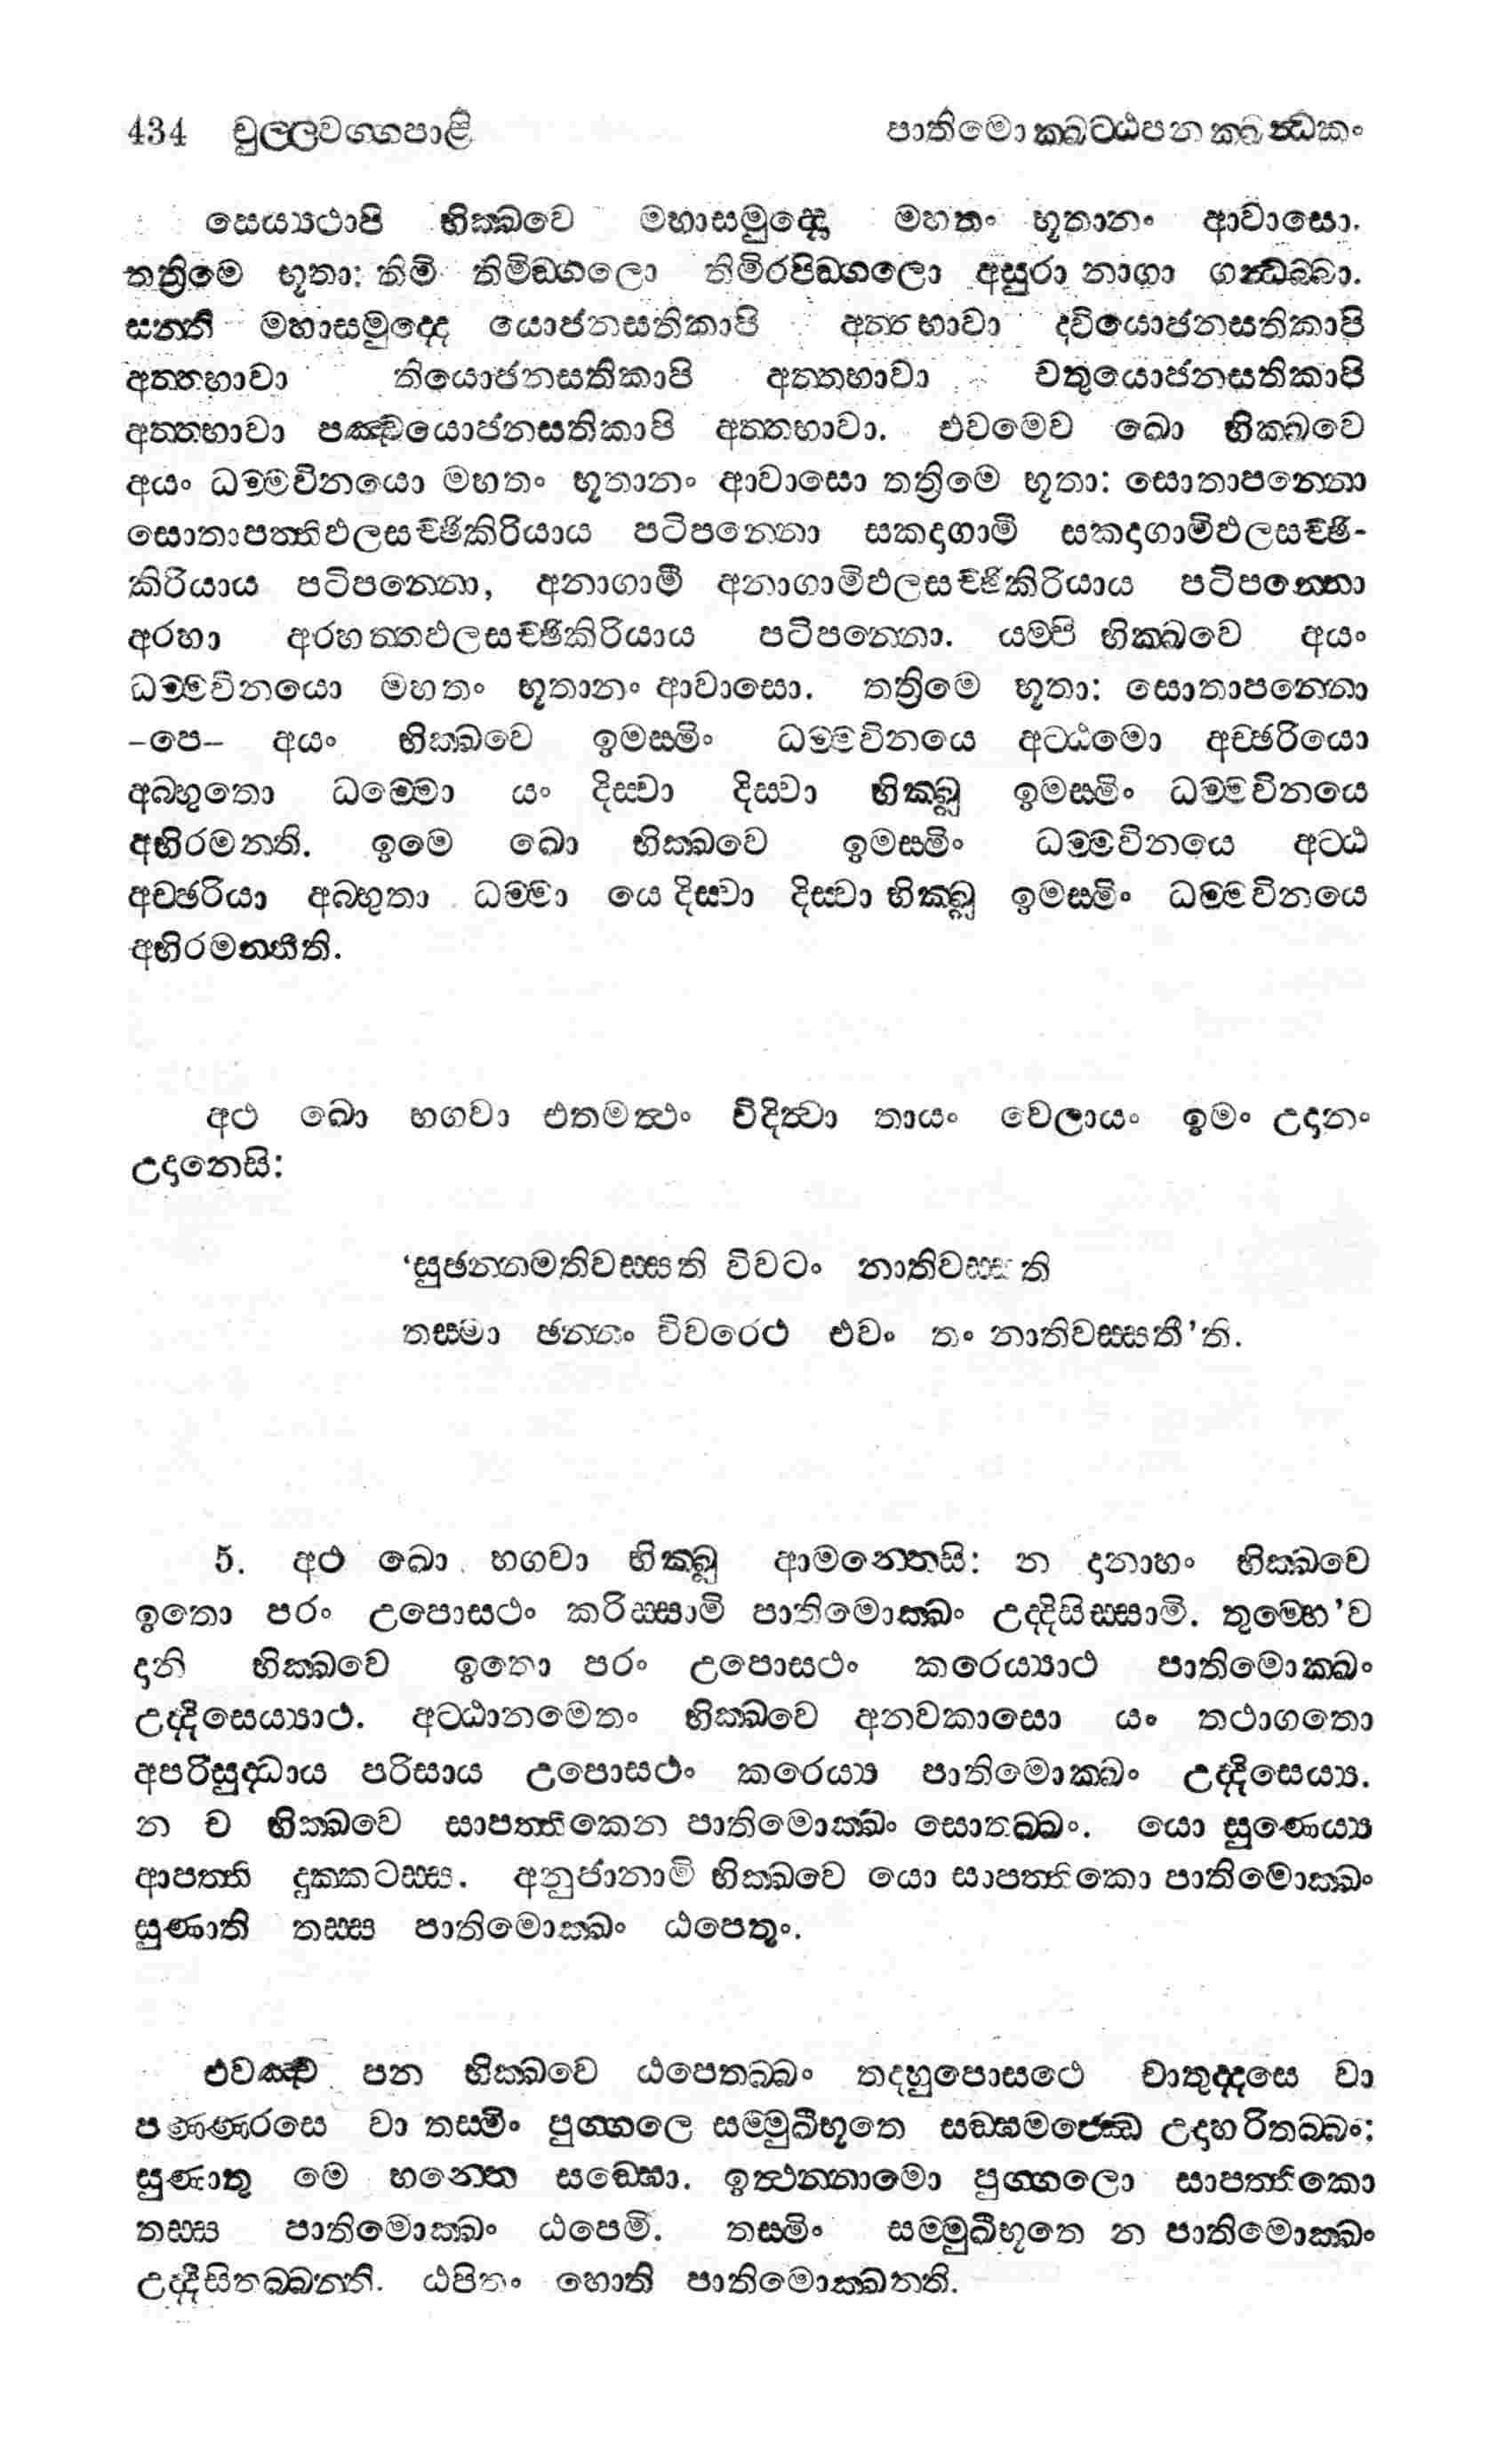 434 චුල්ලවග්ගපාළි පාතිමොක්ඛට්ඨපනක්ඛන්ධකං
සෙය්‍යථාපි භික්ඛවෙ මහාසමුද්දො මහතං භූතානං ආවාසො.
තත්‍රිමෙ භූතා: තිමි තිමිඞ්ගලො තිමිරපිඞ්ගලො අසුරා නාගා ගන්ධබ්බා.
සන්ති මහාසමුද්දෙ යොජනසතිකාපි අත්තභාවා ද්වියොජනසතිකාපි
අත්තභාවා තියොජනසතිකාපි අත්තභාවා චතුයොජනසතිකාපි
අත්තභාවා පඤ්චයොජනසතිකාපි අත්තභාවා. එවමෙව ඛො භික්ඛවෙ
අයං ධම්මවිනයො මහතං භූතානං ආවාසො තත්‍රිමෙ භූතා: සොතාපන්නො
සොතාපත්තිඵලසච්ඡිකිරියාය පටිපන්නො සකදාගාමි සකදාගාමිඵලසච්ඡි-
කිරියාය පටිපන්නො, අනාගාමී අනාගාමිඵලසච්ඡිකිරියාය පටිපන්නො
අරහා අරහත්තඵලසච්ඡිකිරියාය පටිපන්නො. යම්පි භික්ඛවෙ අයං
ධම්මවිනයො මහතං භූතානං ආවාසො. තත්‍රිමෙ භූතා: සොතාපන්නො
–පෙ– අයං භික්ඛවෙ ඉමස්මිං ධම්මවිනයෙ අට්ඨමො අච්ඡරියො
අබ්භුතො ධම්මො යං දිස්වා දිස්වා භික්ඛූ ඉමස්මිං ධම්මවිනයෙ
අභිරමන්ති. ඉමෙ ඛො භික්ඛවෙ ඉමස්මිං ධම්මවිනයෙ අට්ඨ
අච්ඡරියා අබ්භුතා ධම්මා යෙ දිස්වා දිස්වා භික්ඛූ ඉමස්මිං ධම්මවිනයෙ
අභිරමන්තීති.
අථ ඛො භගවා එතමත්ථං විදිත්වා තායං වෙලායං ඉමං උදානං
උදානෙසි:
‘සුඡන්නමතිවස්සති විවටං නාතිවස්සති
තස්මා ඡන්නං විවරෙථ එවං තං නාතිවස්සතී’ති.
5. අථ ඛො භගවා භික්ඛූ ආමන්තෙසි: න දානාහං භික්ඛවෙ
ඉතො පරං උපොසථං කරිස්සාමි පාතිමොක්ඛං උද්දිසිස්සාමි. තුම්හෙ’ව
දානි භික්ඛවෙ ඉතො පරං උපොසථං කරෙය්‍යාථ පාතිමොක්ඛං
උද්දිසෙය්‍යාථ. අට්ඨානමෙතං භික්ඛවෙ අනවකාසො යං තථාගතො
අපරිසුද්ධාය පරිසාය උපොසථං කරෙය්‍ය පාතිමොක්ඛං උද්දිසෙය්‍ය.
න ච භික්ඛවෙ සාපත්තිකෙන පාතිමොක්ඛං සොතබ්බං. යො සුණෙය්‍ය
ආපත්ති දුක්කටස්ස. අනුජානාමි භික්ඛවෙ යො සාපත්තිකො පාතිමොක්ඛං
සුණාති තස්ස පාතිමොක්ඛං ඨපෙතුං.
එවඤ්ච පන භික්ඛවෙ ඨපෙතබ්බං තදහුපොසථෙ චාතුද්දසෙ වා
පණ්ණරසෙ වා තස්මිං පුග්ගලෙ සම්මුඛීභූතෙ සඞ්ඝමජ්ඣෙ උදාහරිතබ්බං:
සුණාතු මෙ භන්තෙ සඞ්ඝො. ඉත්ථන්නාමො පුග්ගලො සාපත්තිකො
තස්ස පාතිමොක්ඛං ඨපෙමි. තස්මිං සම්මුඛීභූතෙ න පාතිමොක්ඛං
උද්දිසිතබ්බන්ති. ඨපිතං හොති පාතිමොක්ඛන්ති.